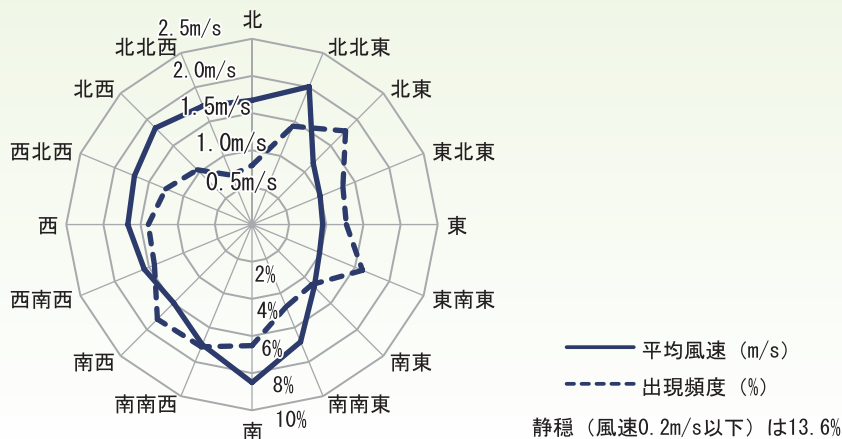 北
2.5m/s
北北西
北北東
2.0m/s
北西
北東
1.5m/s
1.0m/s
西北西
東北東
0.5m/s
西
東
2%
西南西
東南東
4%
6%
平均風速 (m/s)
南西
南東
8%
出現頻度 (%)
南南西
南南東
10%
南
静穏 (風速0.2m/s以下) は13.6%